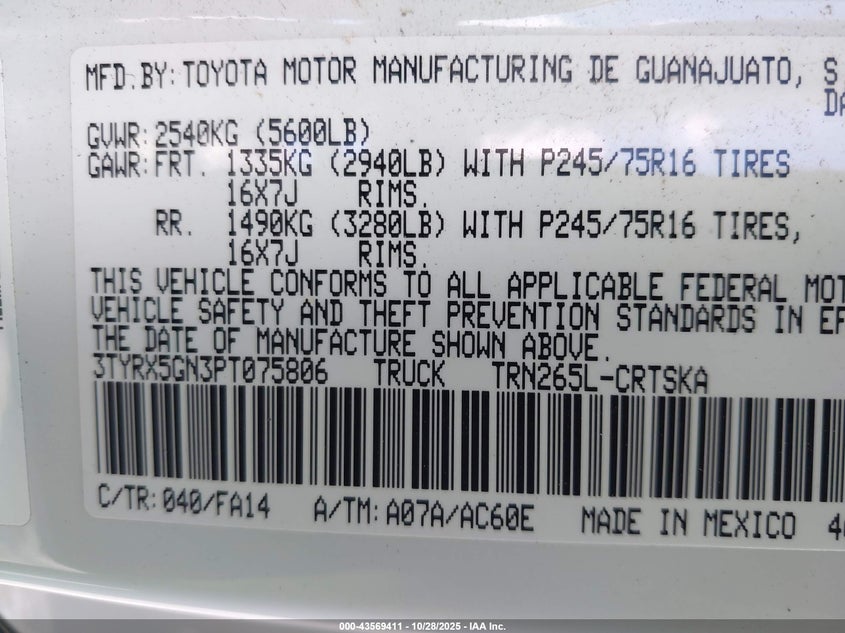 MFD.BY:TOYOTA MOTOR MANUFACTURING DE GUANAJUATO, S
DA
GVWR:2540KG (5600LB)
GAWR:FRT. 1335KG (2940LB) WITH P245/75R16 TIRES
16X7J RIMS.
RR. 1490KG (3280LB) WITH P245/75R16 TIRES,
16X7J RIMS.
THIS VEHICLE CONFORMS TO ALL APPLICABLE FEDERAL MOT
VEHICLE SAFETY AND THEFT PREVENTION STANDARDS IN EF
THE DATE OF MANUFACTURE SHOWN ABOVE.
3TYRX5GN3PT075806 TRUCK TRN265L-CRTSKA
C/TR:040/FA14 A/TM:A07A/AC60E MADE IN MEXICO
000-43569411 | 10/28/2025 - IAA Inc.